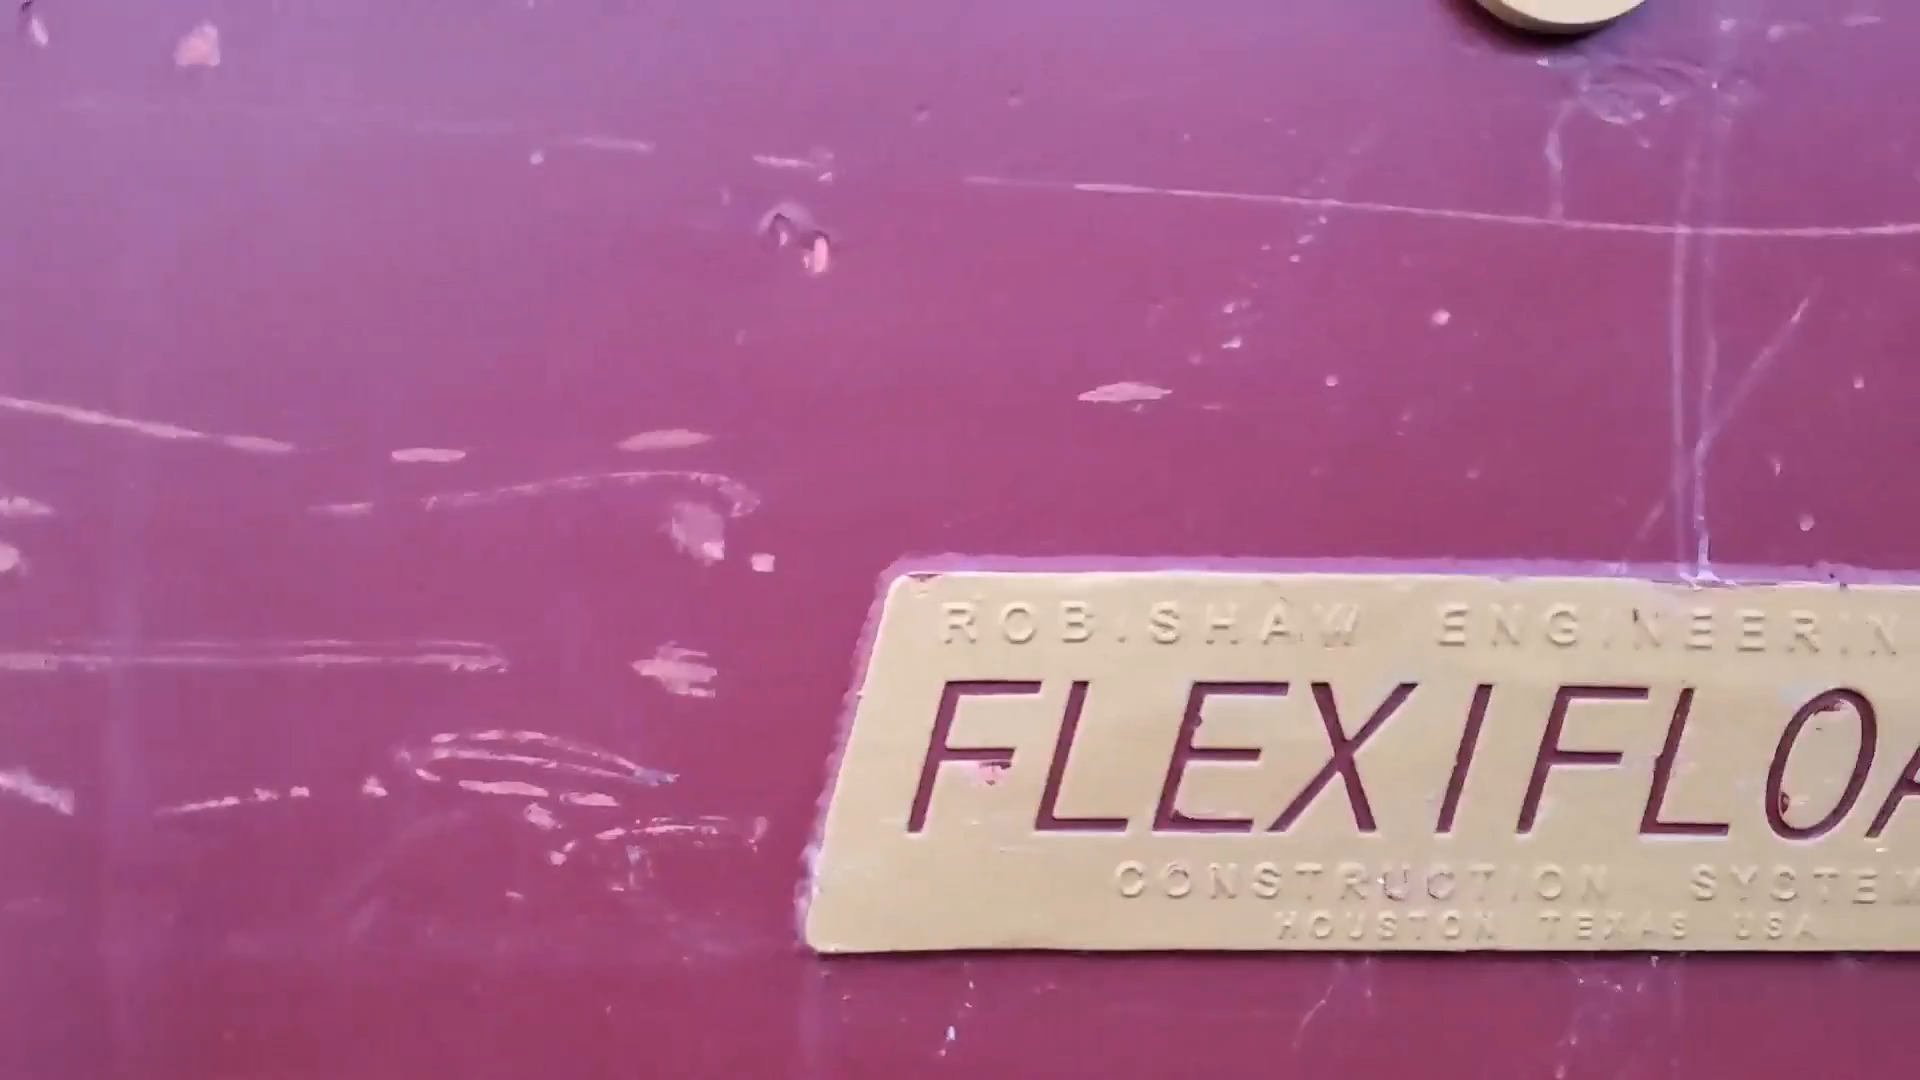 ROBISHAW ENGINEERIN
FLEXIFLOA
CONSTRUCTION SYSTEM
HOUSTON TEXAS USA